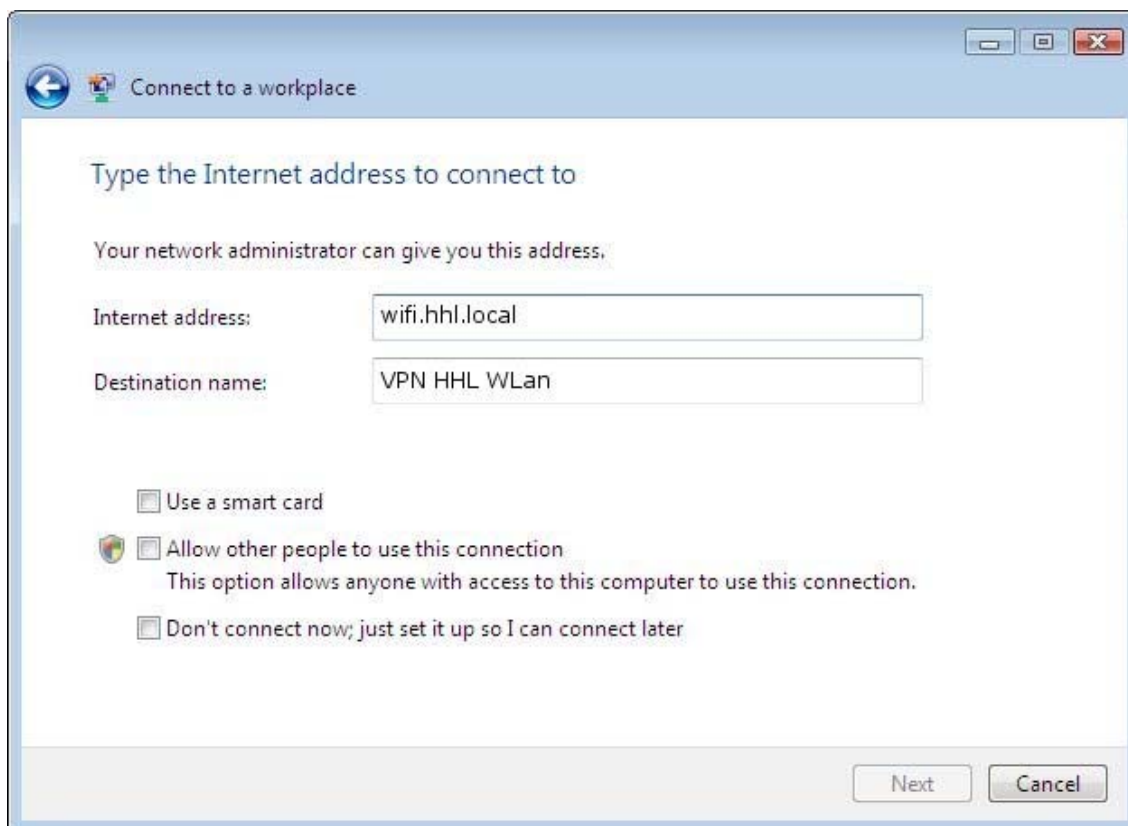 Connect to a workplace
Type the Internet address to connect to
Your network administrator can give you this address.
Internet address: wifi.hhl.local
Destination name: VPN HHL WLan
Use a smart card
Allow other people to use this connection
This option allows anyone with access to this computer to use this connection.
Don't connect now; just set it up so I can connect later
Next Cancel